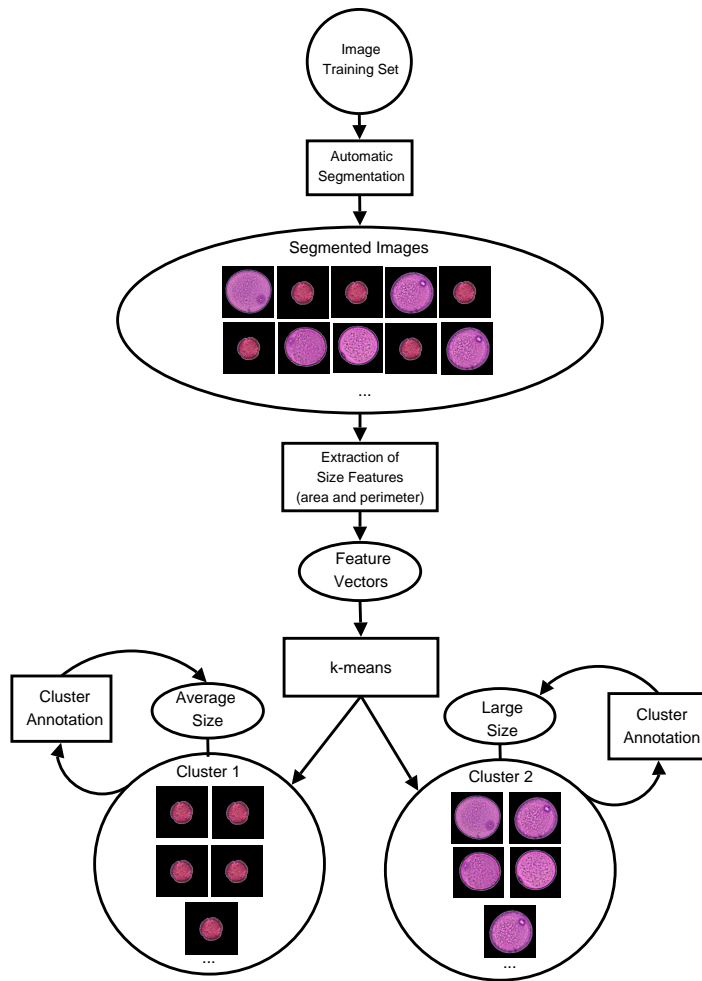 Image
Training Set
Automatic
Segmentation
Segmented Images
...
Extraction of
Size Features
(area and perimeter)
Feature
Vectors
k-means
Cluster
Annotation
Average
Size
Large
Size
Cluster
Annotation
Cluster 1
...
Cluster 2
...